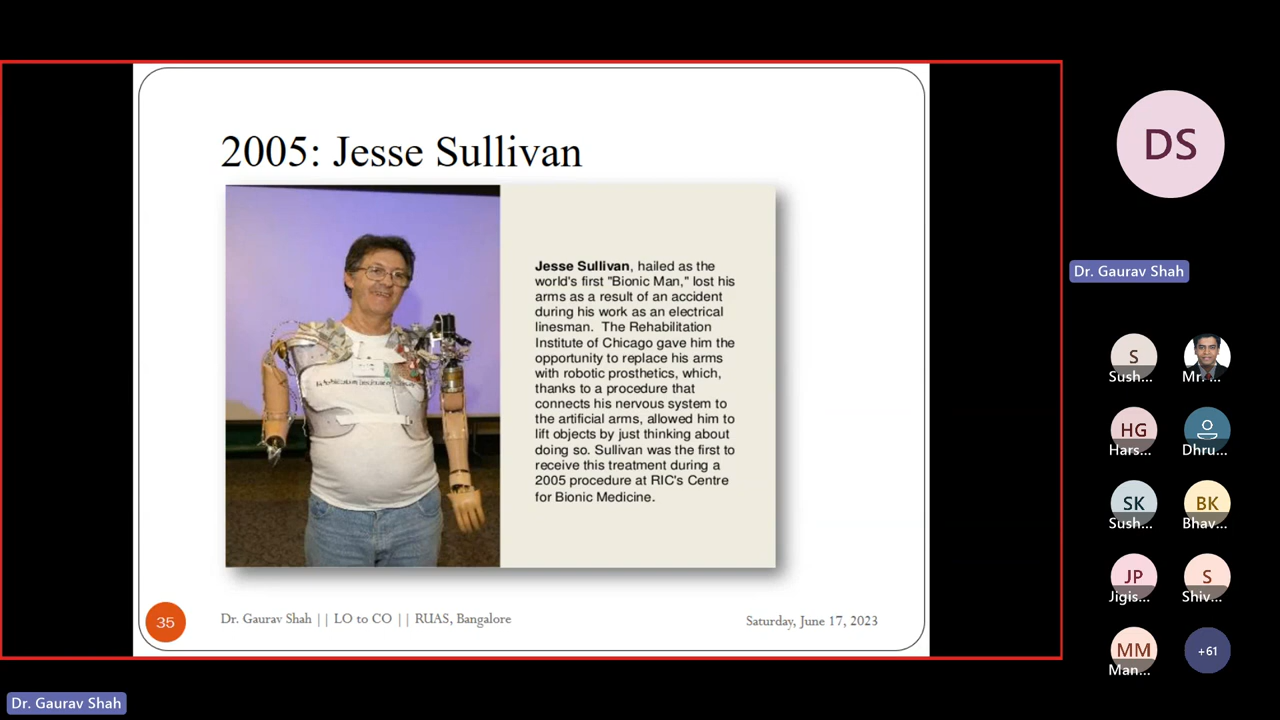 2005: Jesse Sullivan
Jesse Sullivan, hailed as the
world's first "Bionic Man," lost his
arms as a result of an accident
during his work as an electrical
linesman. The Rehabilitation
Institute of Chicago gave him the
opportunity to replace his arms
with robotic prosthetics, which,
thanks to a procedure that
connects his nervous system to
the artificial arms, allowed him to
lift objects by just thinking about
doing so. Sullivan was the first to
receive this treatment during a
2005 procedure at RIC's Centre
for Bionic Medicine.
35
Dr. Gaurav Shah || LO to CO || RUAS, Bangalore
Saturday, June 17, 2023
DS
Dr. Gaurav Shah
S
Sush...
Mr. ...
HG
Hars...
Dhru...
SK
Sush...
BK
Bhav...
JP
Jigis...
S
Shiv...
MM
Man...
+61
Dr. Gaurav Shah